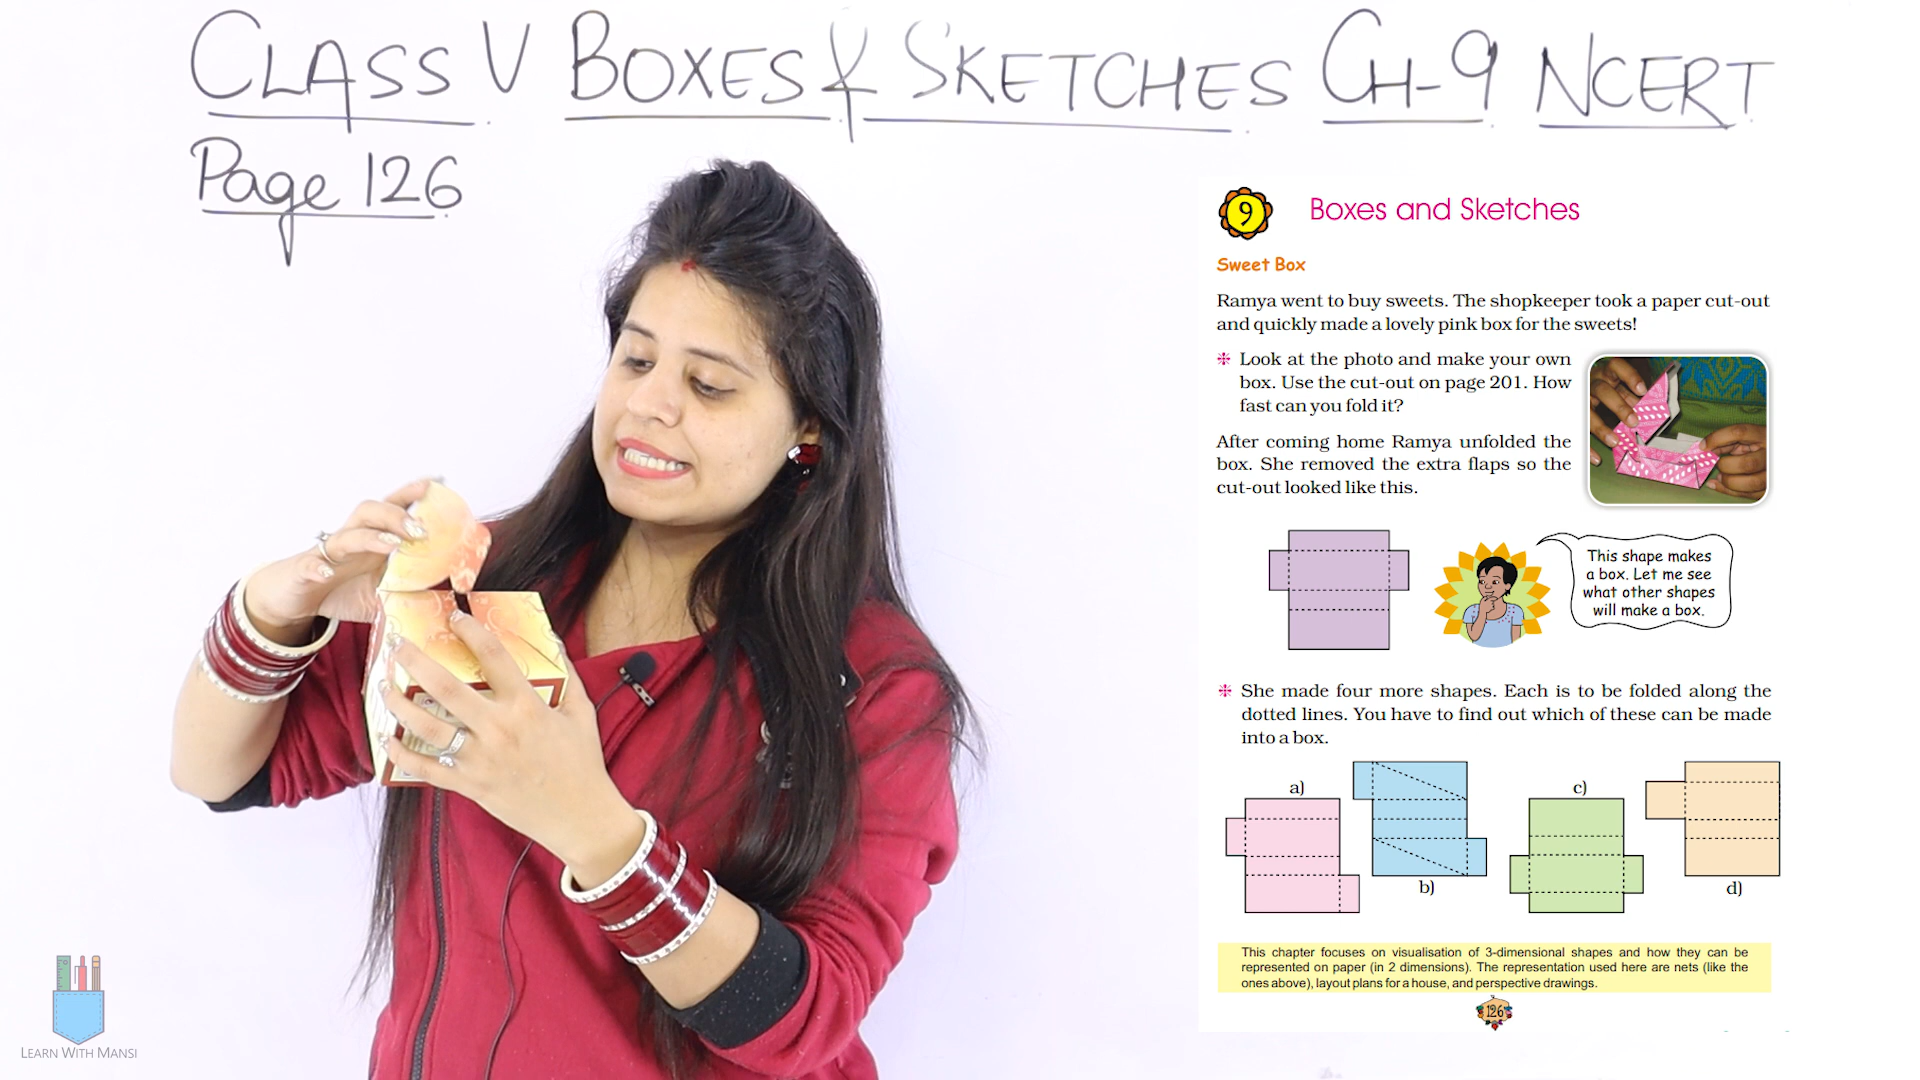 CLASS V BOXES & SKETCHES CH-9 NCERT
Page 126
9
Boxes and Sketches
Sweet Box
Ramya went to buy sweets. The shopkeeper took a paper cut-out
and quickly made a lovely pink box for the sweets!
Look at the photo and make your own
box. Use the cut-out on page 201. How
fast can you fold it?
After coming home Ramya unfolded the
box. She removed the extra flaps so the
cut-out looked like this.
This shape makes
a box. Let me see
what other shapes
will make a box.
She made four more shapes. Each is to be folded along the
dotted lines. You have to find out which of these can be made
into a box.
a)
c)
b)
d)
This chapter focuses on visualisation of 3-dimensional shapes and how they can be
represented on paper (in 2 dimensions). The representation used here are nets (like the
ones above), layout plans for a house, and perspective drawings.
126
LEARN WITH MANSI